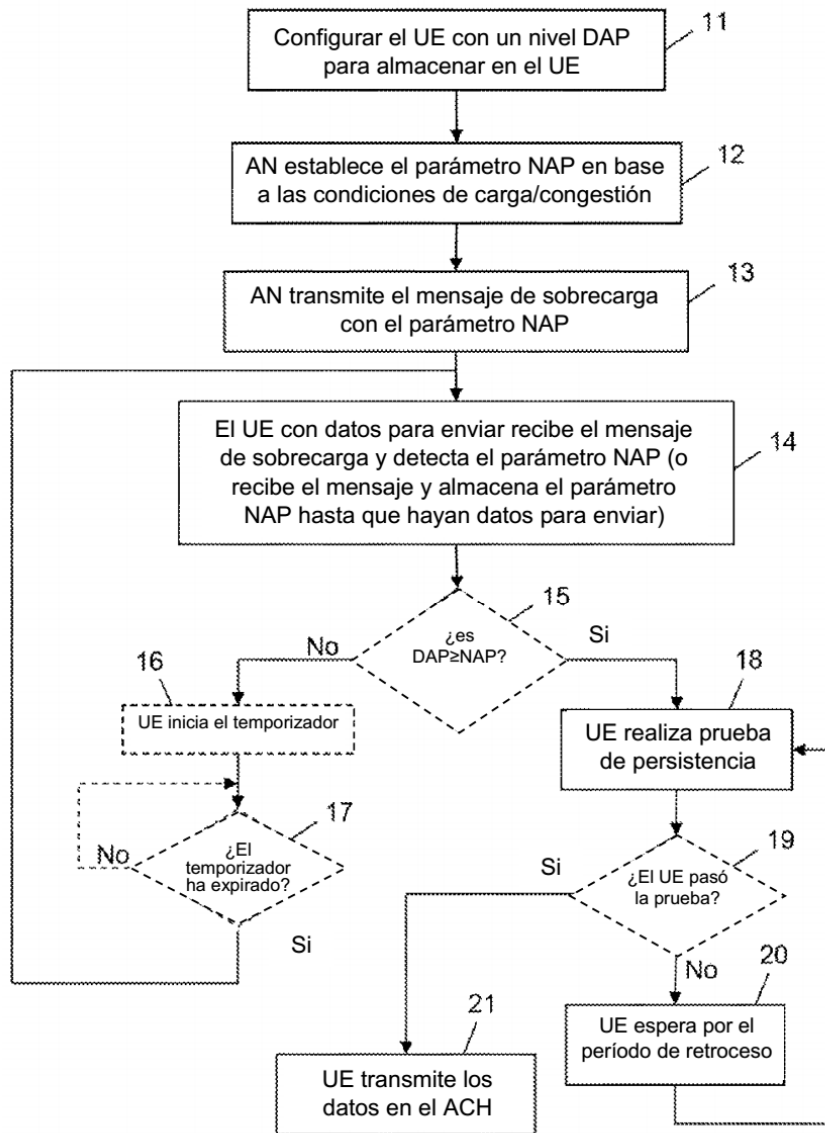 Configurar el UE con un nivel DAP
para almacenar en el UE
11
AN establece el parámetro NAP en base
a las condiciones de carga/congestión
12
AN transmite el mensaje de sobrecarga
con el parámetro NAP
13
El UE con datos para enviar recibe el mensaje
de sobrecarga y detecta el parámetro NAP (o
recibe el mensaje y almacena el parámetro
NAP hasta que hayan datos para enviar)
14
¿es
DAP≥NAP?
15
No
Si
16
UE inicia el temporizador
¿El
temporizador
ha expirado?
17
No
Si
18
UE realiza prueba
de persistencia
¿El UE pasó
la prueba?
19
Si
No
20
UE espera por el
período de retroceso
21
UE transmite los
datos en el ACH